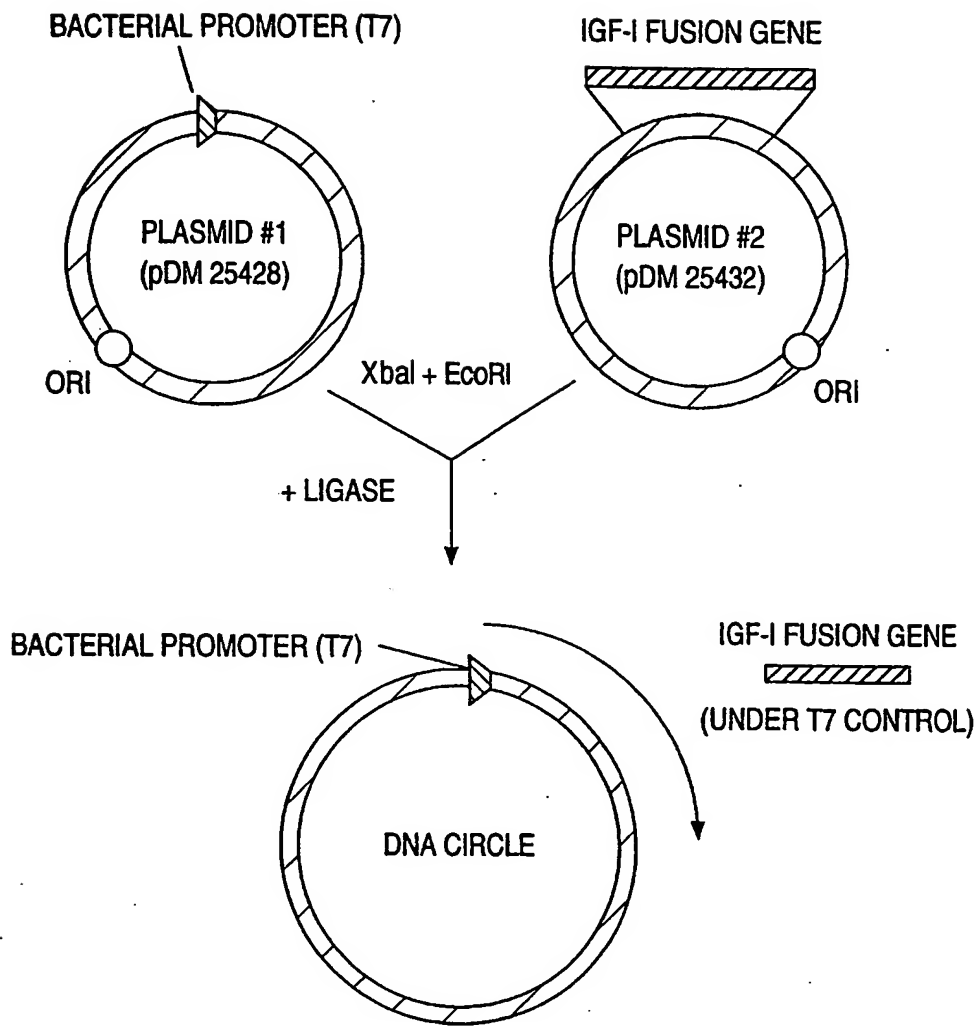 BACTERIAL PROMOTER (T7)
IGF-I FUSION GENE
PLASMID #1
(pDM 25428)
PLASMID #2
(pDM 25432)
ORI
XbaI + EcoRI
ORI
+ LIGASE
BACTERIAL PROMOTER (T7)
IGF-I FUSION GENE
(UNDER T7 CONTROL)
DNA CIRCLE